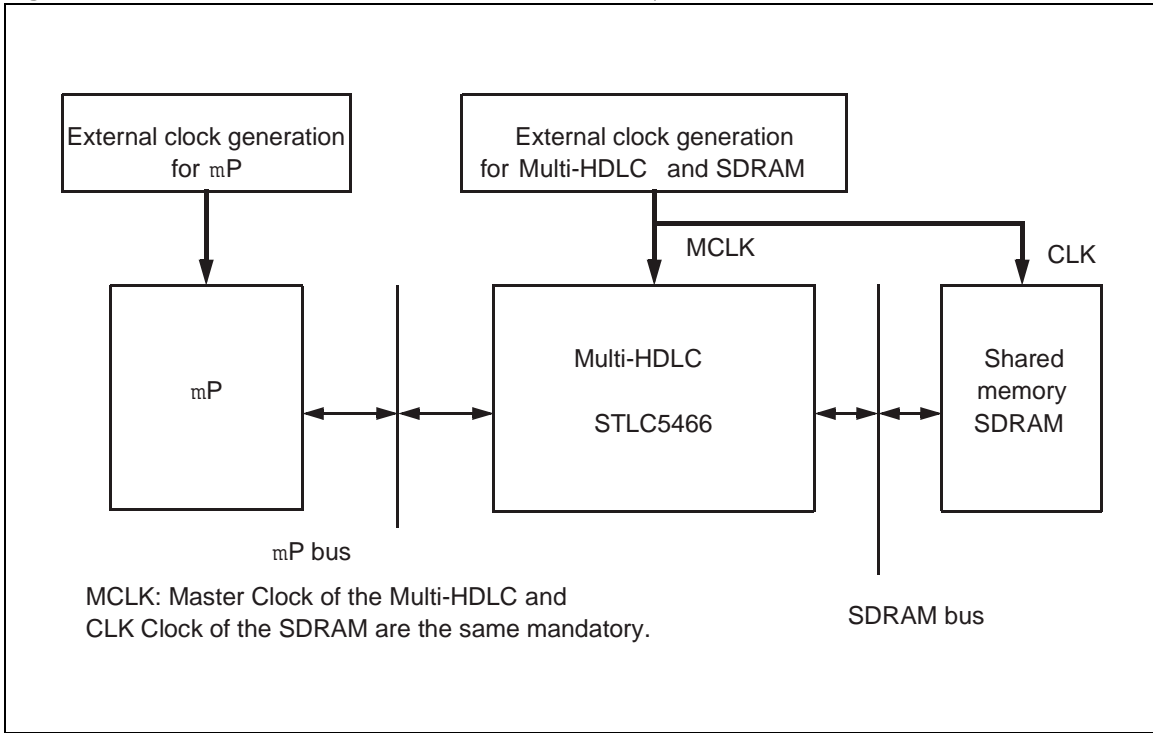 External clock generation
for mP
External clock generation
for Multi-HDLC and SDRAM
MCLK
CLK
mP
Multi-HDLC
STLC5466
Shared
memory
SDRAM
mP bus
MCLK: Master Clock of the Multi-HDLC and
CLK Clock of the SDRAM are the same mandatory.
SDRAM bus